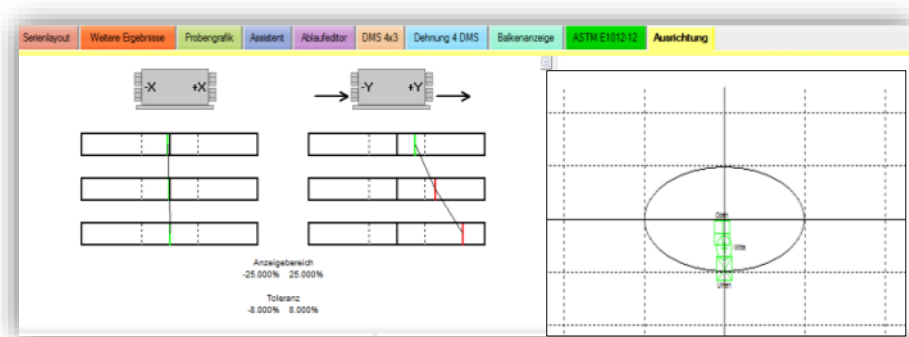 Serienlayout Weitere Ergebnisse Probengrafik Assistent Ablaufeditor DMS 4x3 Dehnung 4 DMS Balkenanzeige ASTM E1012-12 Ausrichtung
-X +X
-Y +Y
Anzeigebereich
-25.000% 25.000%
Toleranz
-8.000% 8.000%
Oben
Mitte
Unten